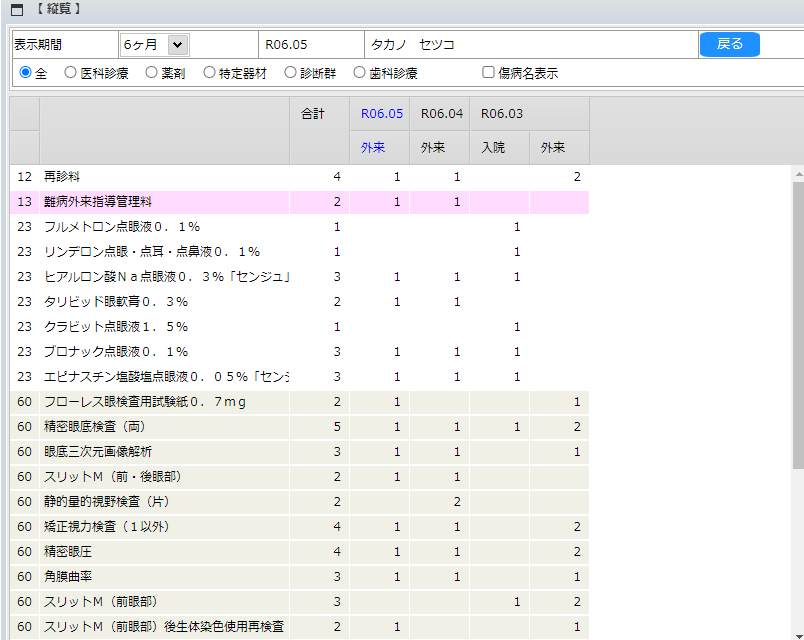 【 縦覧 】
表示期間 6ケ月 R06.05 タカノ　セツコ 戻る
全 医科診療 薬剤 特定器材 診断群 歯科診療 傷病名表示
合計 R06.05 R06.04 R06.03
外来 外来 入院 外来
12 再診料 4 1 1 2
13 難病外来指導管理料 2 1 1
23 フルメトロン点眼液０．１％ 1 1
23 リンデロン点眼・点耳・点鼻液０．１％ 1 1
23 ヒアルロン酸Ｎａ点眼液０．３％「センジュ」 3 1 1 1
23 タリビッド眼軟膏０．３％ 2 1 1
23 クラビット点眼液１．５％ 1 1
23 ブロナック点眼液０．１％ 3 1 1 1
23 エピナスチン塩酸塩点眼液０．０５％「セン 3 1 1 1
60 フローレス眼検査用試験紙０．７ｍｇ 2 1 1
60 精密眼底検査（両） 5 1 1 1 2
60 眼底三次元画像解析 3 1 1 1
60 スリットＭ（前・後眼部） 2 1 1
60 静的量的視野検査（片） 2 2
60 矯正視力検査（１以外） 4 1 1 2
60 精密眼圧 4 1 1 2
60 角膜曲率 3 1 1 1
60 スリットＭ（前眼部） 3 1 2
60 スリットＭ（前眼部）後生体染色使用再検査 2 1 1